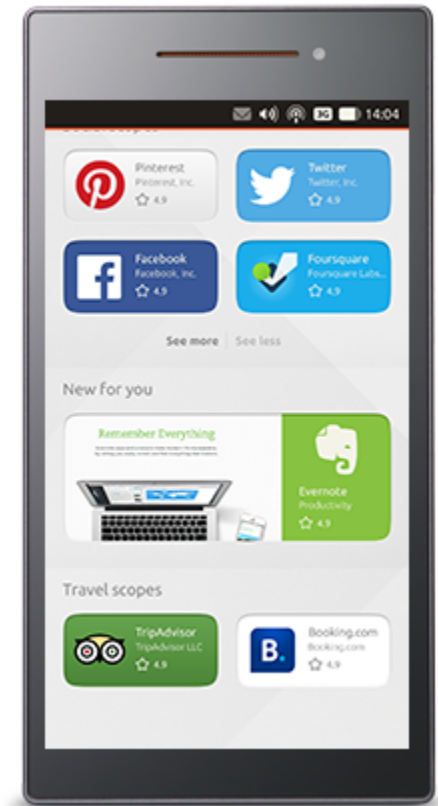 3G 14:04
Pinterest
Pinterest, Inc.
4.9
Twitter
Twitter, Inc.
4.9
Facebook
Facebook, Inc.
4.9
Foursquare
Foursquare Labs...
4.9
See more See less
New for you
Remember Everything
Evernote
Productivity
4.9
Travel scopes
TripAdvisor
TripAdvisor LLC
4.9
B.
Booking.com
Booking.com
4.9